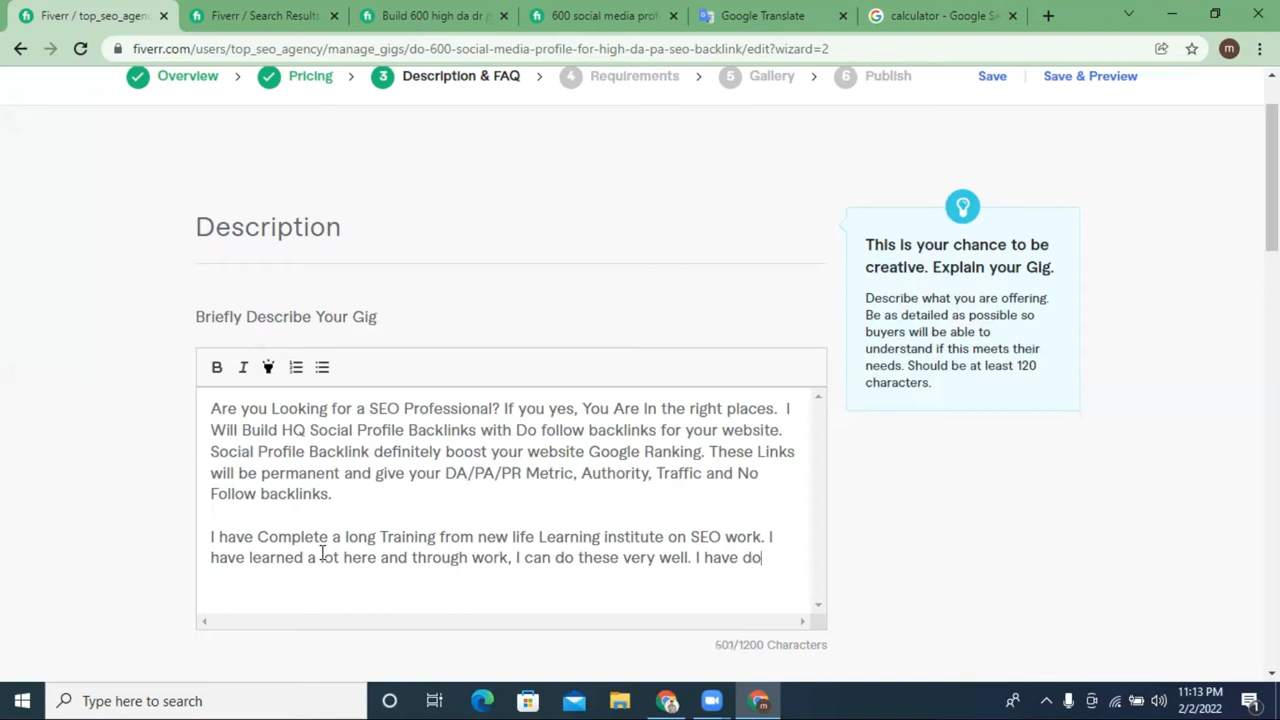 Fiverr / top_seo_agen
Fiverr / Search Results
Build 600 high da dr
600 social media prof
Google Translate
calculator - Google Se
fiverr.com/users/top_seo_agency/manage_gigs/do-600-social-media-profile-for-high-da-pa-seo-backlink/edit?wizard=2
m
Overview
Pricing
3 Description & FAQ
4 Requirements
5 Gallery
6 Publish
Save
Save & Preview
Description
This is your chance to be
creative. Explain your Gig.
Describe what you are offering.
Be as detailed as possible so
buyers will be able to
understand if this meets their
needs. Should be at least 120
characters.
Briefly Describe Your Gig
B I
Are you Looking for a SEO Professional? If you yes, You Are In the right places. I
Will Build HQ Social Profile Backlinks with Do follow backlinks for your website.
Social Profile Backlink definitely boost your website Google Ranking. These Links
will be permanent and give your DA/PA/PR Metric, Authority, Traffic and No
Follow backlinks.
I have Complete a long Training from new life Learning institute on SEO work. I
have learned a lot here and through work, I can do these very well. I have do
501/1200 Characters
Type here to search
11:13 PM
2/2/2022